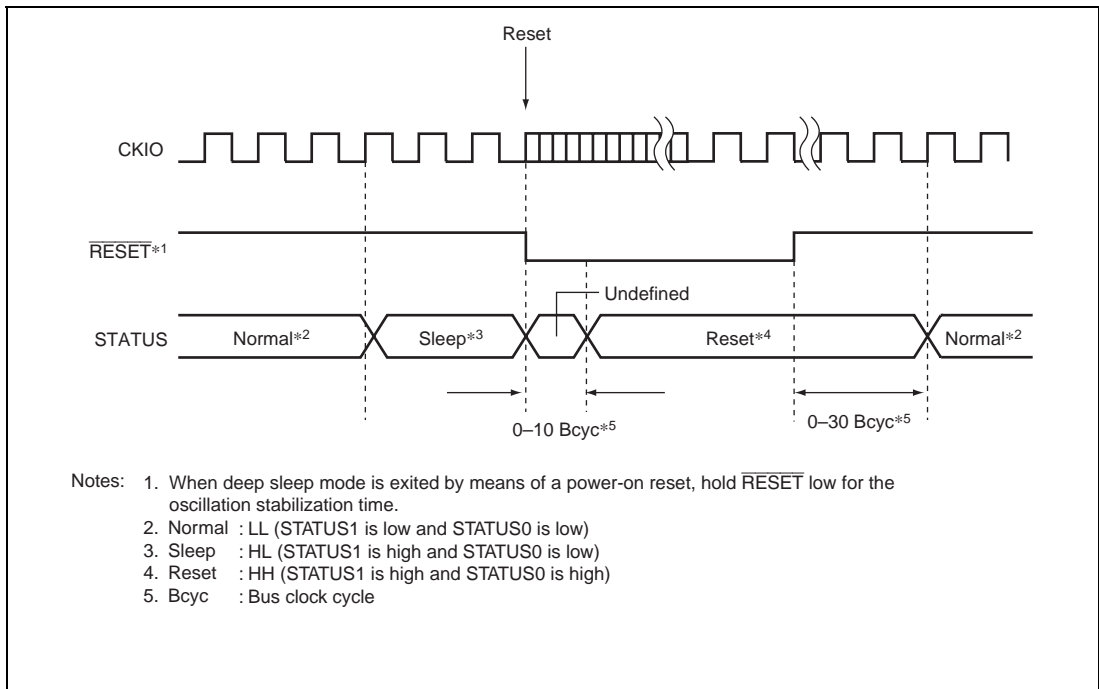 Reset
CKIO
RESET*1
Undefined
STATUS
Normal*2
Sleep*3
Reset*4
Normal*2
0–10 Bcyc*5
0–30 Bcyc*5
Notes: 1. When deep sleep mode is exited by means of a power-on reset, hold RESET low for the
oscillation stabilization time.
2. Normal : LL (STATUS1 is low and STATUS0 is low)
3. Sleep : HL (STATUS1 is high and STATUS0 is low)
4. Reset : HH (STATUS1 is high and STATUS0 is high)
5. Bcyc : Bus clock cycle